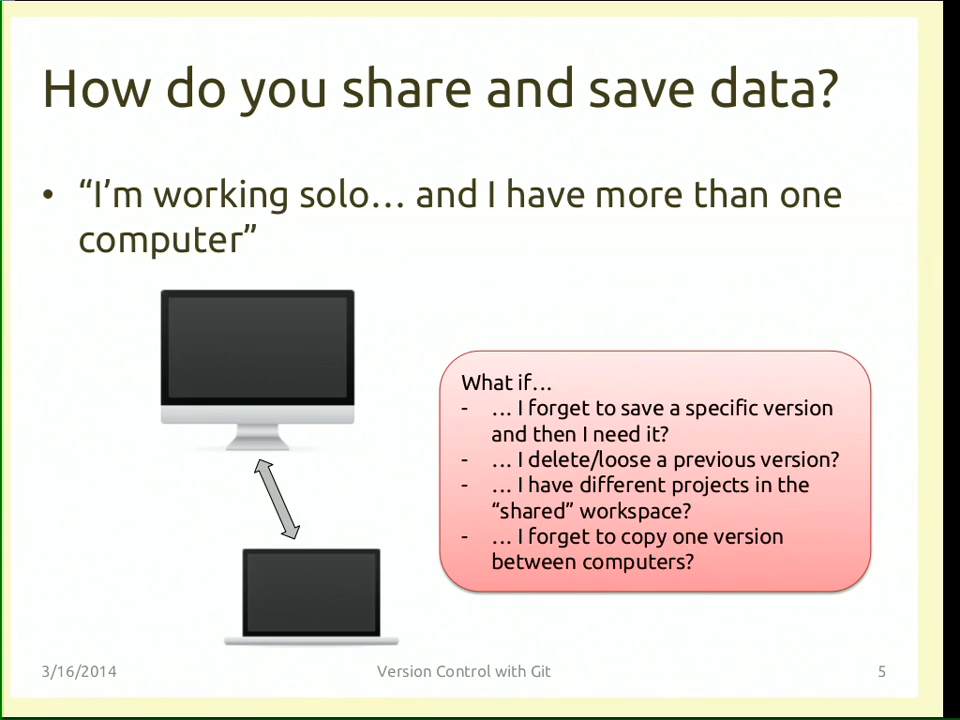 How do you share and save data?
• “I’m working solo… and I have more than one
computer”
What if…
- … I forget to save a specific version
and then I need it?
- … I delete/loose a previous version?
- … I have different projects in the
“shared” workspace?
- … I forget to copy one version
between computers?
3/16/2014
Version Control with Git
5